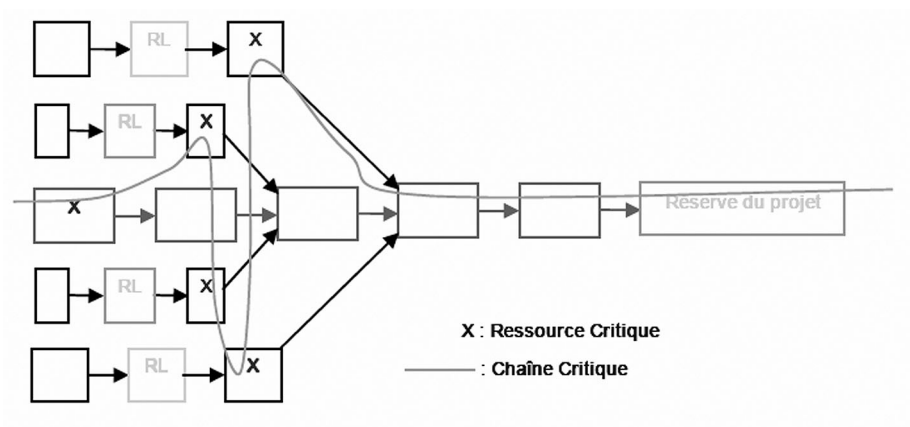 RL X
RL X
X
Réserve du projet
RL X
RL X
X : Ressource Critique
: Chaîne Critique